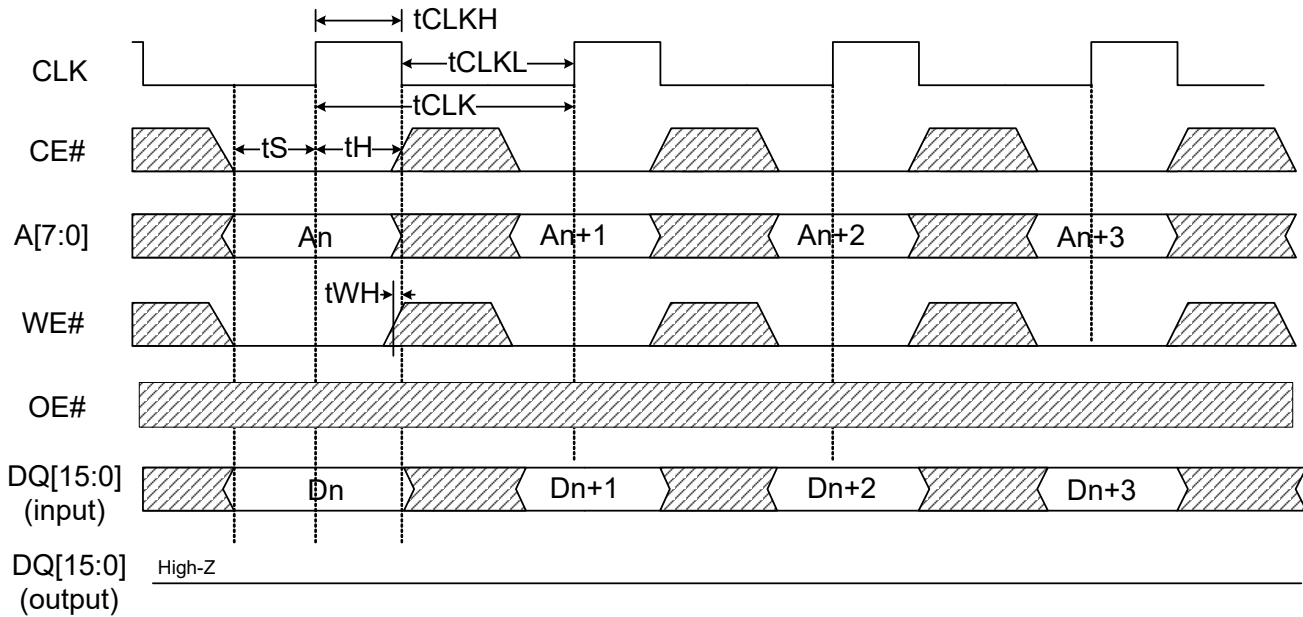 tCLKH
CLK
tCLKL
tCLK
CE#
tS
tH
A[7:0]
An
An+1
An+2
An+3
tWH
WE#
OE#
DQ[15:0]
(input)
Dn
Dn+1
Dn+2
Dn+3
DQ[15:0]
(output)
High-Z